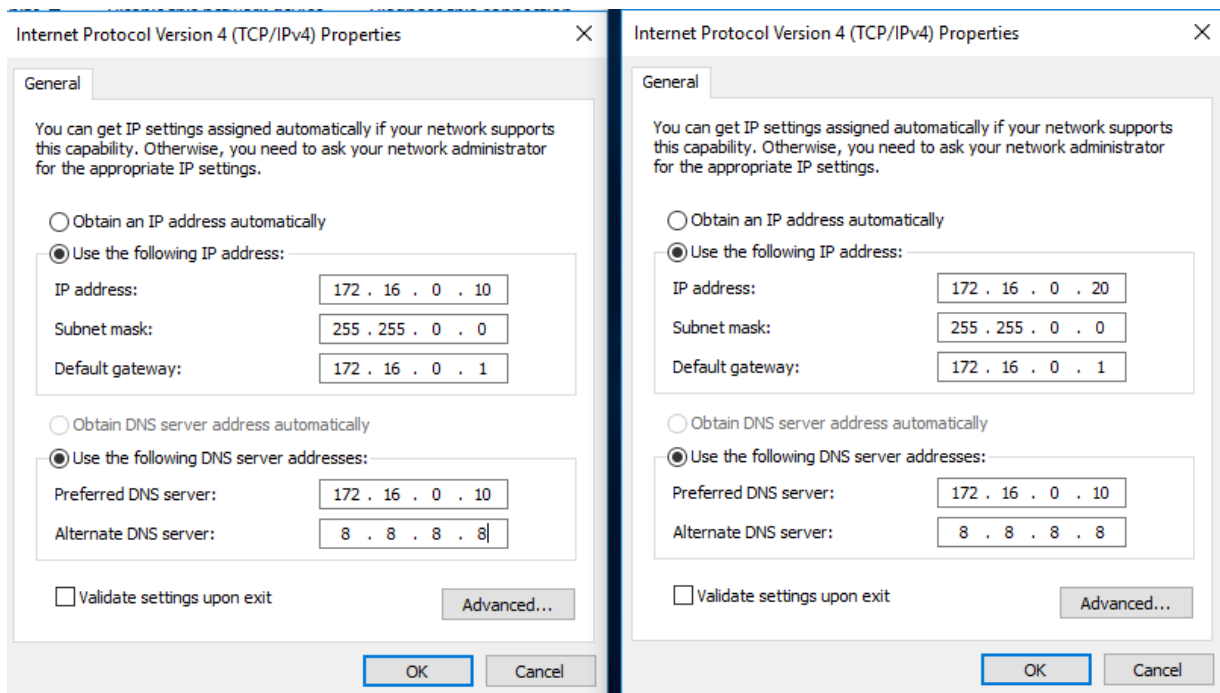 Internet Protocol Version 4 (TCP/IPv4) Properties
General
You can get IP settings assigned automatically if your network supports
this capability. Otherwise, you need to ask your network administrator
for the appropriate IP settings.
Obtain an IP address automatically
Use the following IP address:
IP address: 172 . 16 . 0 . 10
Subnet mask: 255 . 255 . 0 . 0
Default gateway: 172 . 16 . 0 . 1
Obtain DNS server address automatically
Use the following DNS server addresses:
Preferred DNS server: 172 . 16 . 0 . 10
Alternate DNS server: 8 . 8 . 8 . 8
Validate settings upon exit
Advanced...
OK Cancel
Internet Protocol Version 4 (TCP/IPv4) Properties
General
You can get IP settings assigned automatically if your network supports
this capability. Otherwise, you need to ask your network administrator
for the appropriate IP settings.
Obtain an IP address automatically
Use the following IP address:
IP address: 172 . 16 . 0 . 20
Subnet mask: 255 . 255 . 0 . 0
Default gateway: 172 . 16 . 0 . 1
Obtain DNS server address automatically
Use the following DNS server addresses:
Preferred DNS server: 172 . 16 . 0 . 10
Alternate DNS server: 8 . 8 . 8 . 8
Validate settings upon exit
Advanced...
OK Cancel